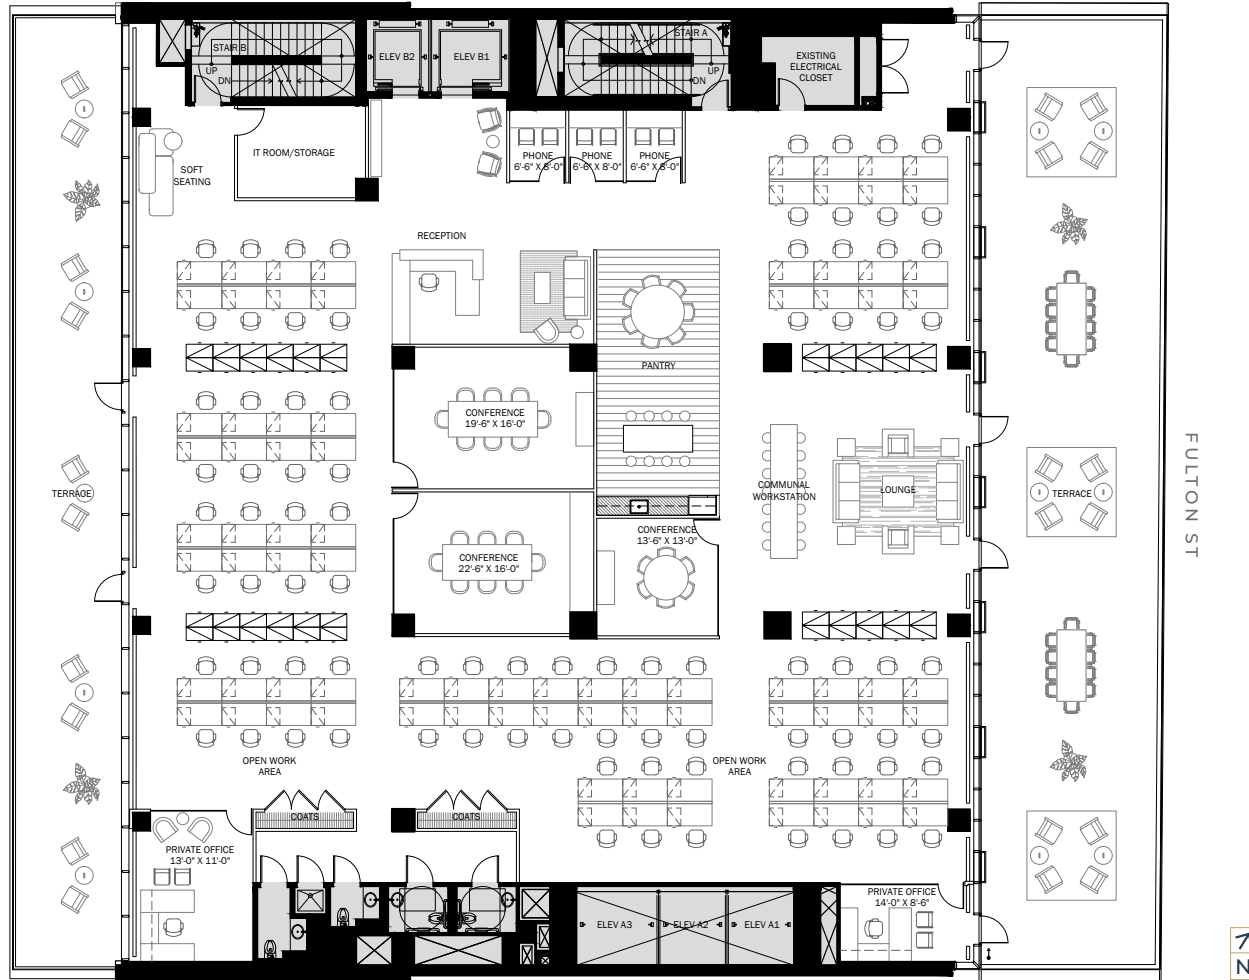 STAIR B
UP
DN
ELEV B2
ELEV B1
STAIR A
UP
DN
EXISTING
ELECTRICAL
CLOSET
IT ROOM/STORAGE
SOFT
SEATING
PHONE
6'-6" X 8'-0"
PHONE
6'-6" X 8'-0"
PHONE
6'-6" X 8'-0"
RECEPTION
PANTRY
CONFERENCE
19'-6" X 16'-0"
TERRACE
COMMUNAL
WORKSTATION
LOUNGE
TERRACE
FULTON ST
CONFERENCE
13'-6" X 13'-0"
CONFERENCE
22'-6" X 16'-0"
OPEN WORK
AREA
OPEN WORK
AREA
COATS
COATS
PRIVATE OFFICE
13'-0" X 11'-0"
PRIVATE OFFICE
14'-0" X 8'-6"
ELEV A3
ELEV A2
ELEV A1
N